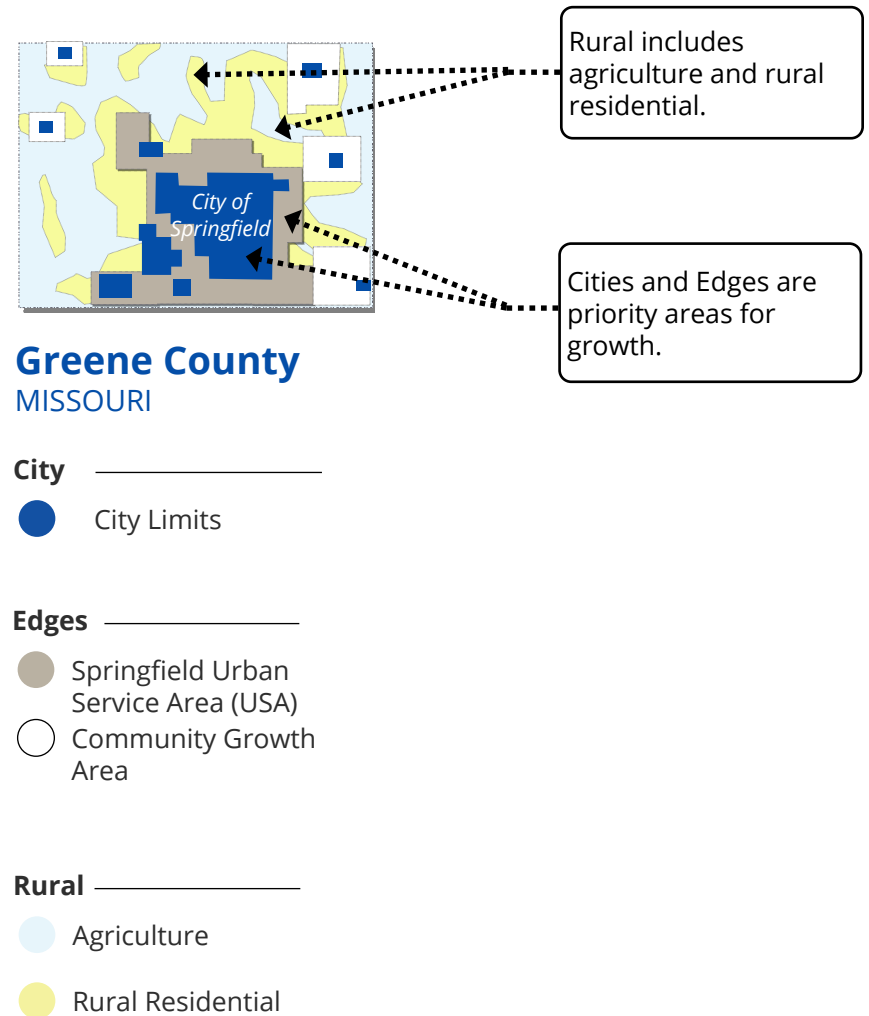 Rural includes
agriculture and rural
residential.
City of
Springfield
Cities and Edges are
priority areas for
growth.
Greene County
MISSOURI
City
City Limits
Edges
Springfield Urban
Service Area (USA)
Community Growth
Area
Rural
Agriculture
Rural Residential